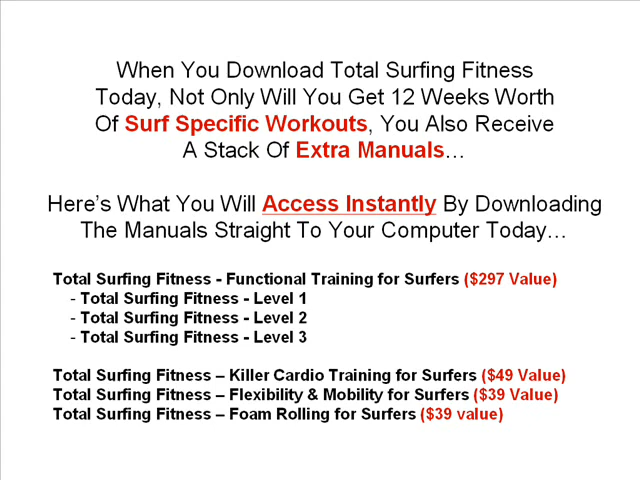 When You Download Total Surfing Fitness
Today, Not Only Will You Get 12 Weeks Worth
Of Surf Specific Workouts, You Also Receive
A Stack Of Extra Manuals…
Here’s What You Will Access Instantly By Downloading
The Manuals Straight To Your Computer Today…
Total Surfing Fitness - Functional Training for Surfers ($297 Value)
- Total Surfing Fitness - Level 1
- Total Surfing Fitness - Level 2
- Total Surfing Fitness - Level 3
Total Surfing Fitness – Killer Cardio Training for Surfers ($49 Value)
Total Surfing Fitness – Flexibility & Mobility for Surfers ($39 Value)
Total Surfing Fitness – Foam Rolling for Surfers ($39 value)